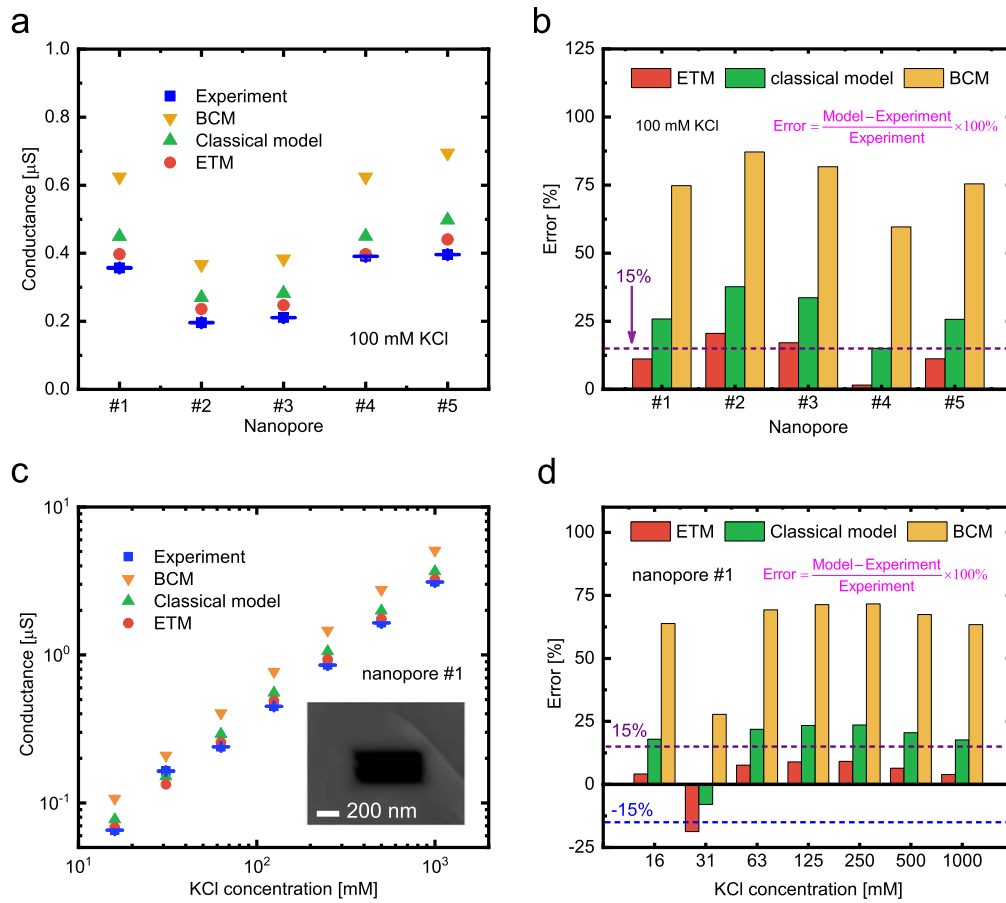 a
1.0
0.8
0.6
0.4
0.2
0.0
Conductance [µS]
Experiment
BCM
Classical model
ETM
100 mM KCl
#1 #2 #3 #4 #5
Nanopore
b
125
100
75
50
25
0
Error [%]
ETM classical model BCM
100 mM KCl
Error = Model−Experiment / Experiment ×100%
15%
#1 #2 #3 #4 #5
Nanopore
c
10¹
10⁰
10⁻¹
Conductance [µS]
Experiment
BCM
Classical model
ETM
nanopore #1
200 nm
10¹ 10² 10³
KCl concentration [mM]
d
100
75
50
25
0
-25
Error [%]
ETM Classical model BCM
nanopore #1
Error = Model−Experiment / Experiment ×100%
15%
-15%
16 31 63 125 250 500 1000
KCl concentration [mM]